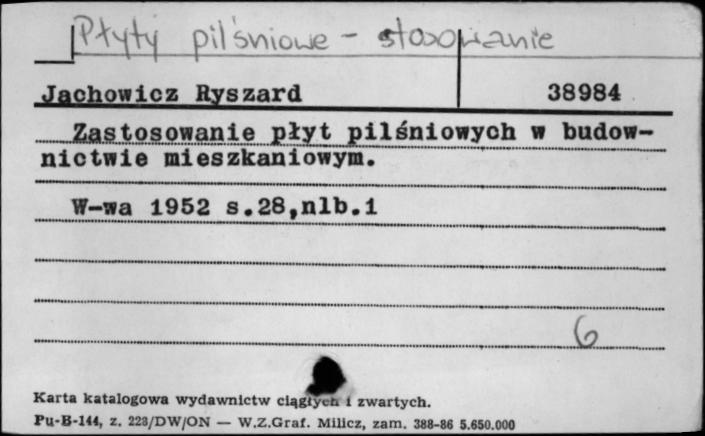 Płyty pilśniowe - stosowanie
Jachowicz Ryszard 38984
Zastosowanie płyt pilśniowych w budow-
nictwie mieszkaniowym.
W-wa 1952 s.28,nlb.1
6
Karta katalogowa wydawnictw ciągłych i zwartych.
Pu-B-144, z. 223/DW/ON — W.Z.Graf. Milicz, zam. 388-86 5.650.000